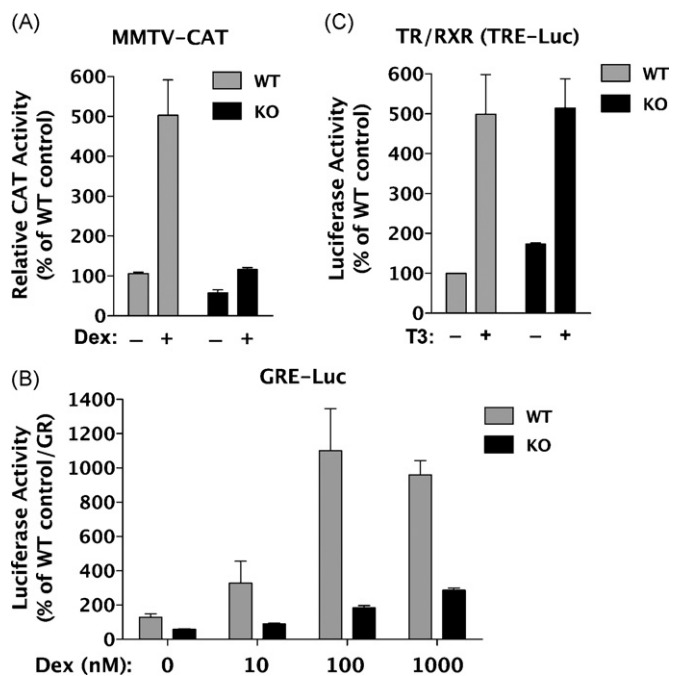 (A)
MMTV-CAT
Relative CAT Activity
(% of WT control)
600
500
400
300
200
100
0
WT
KO
Dex: – + – +
(C)
TR/RXR (TRE-Luc)
Luciferase Activity
(% of WT control)
600
500
400
300
200
100
0
WT
KO
T3: – + – +
(B)
GRE-Luc
Luciferase Activity
(% of WT control/GR)
1400
1200
1000
800
600
400
200
0
WT
KO
Dex (nM): 0 10 100 1000